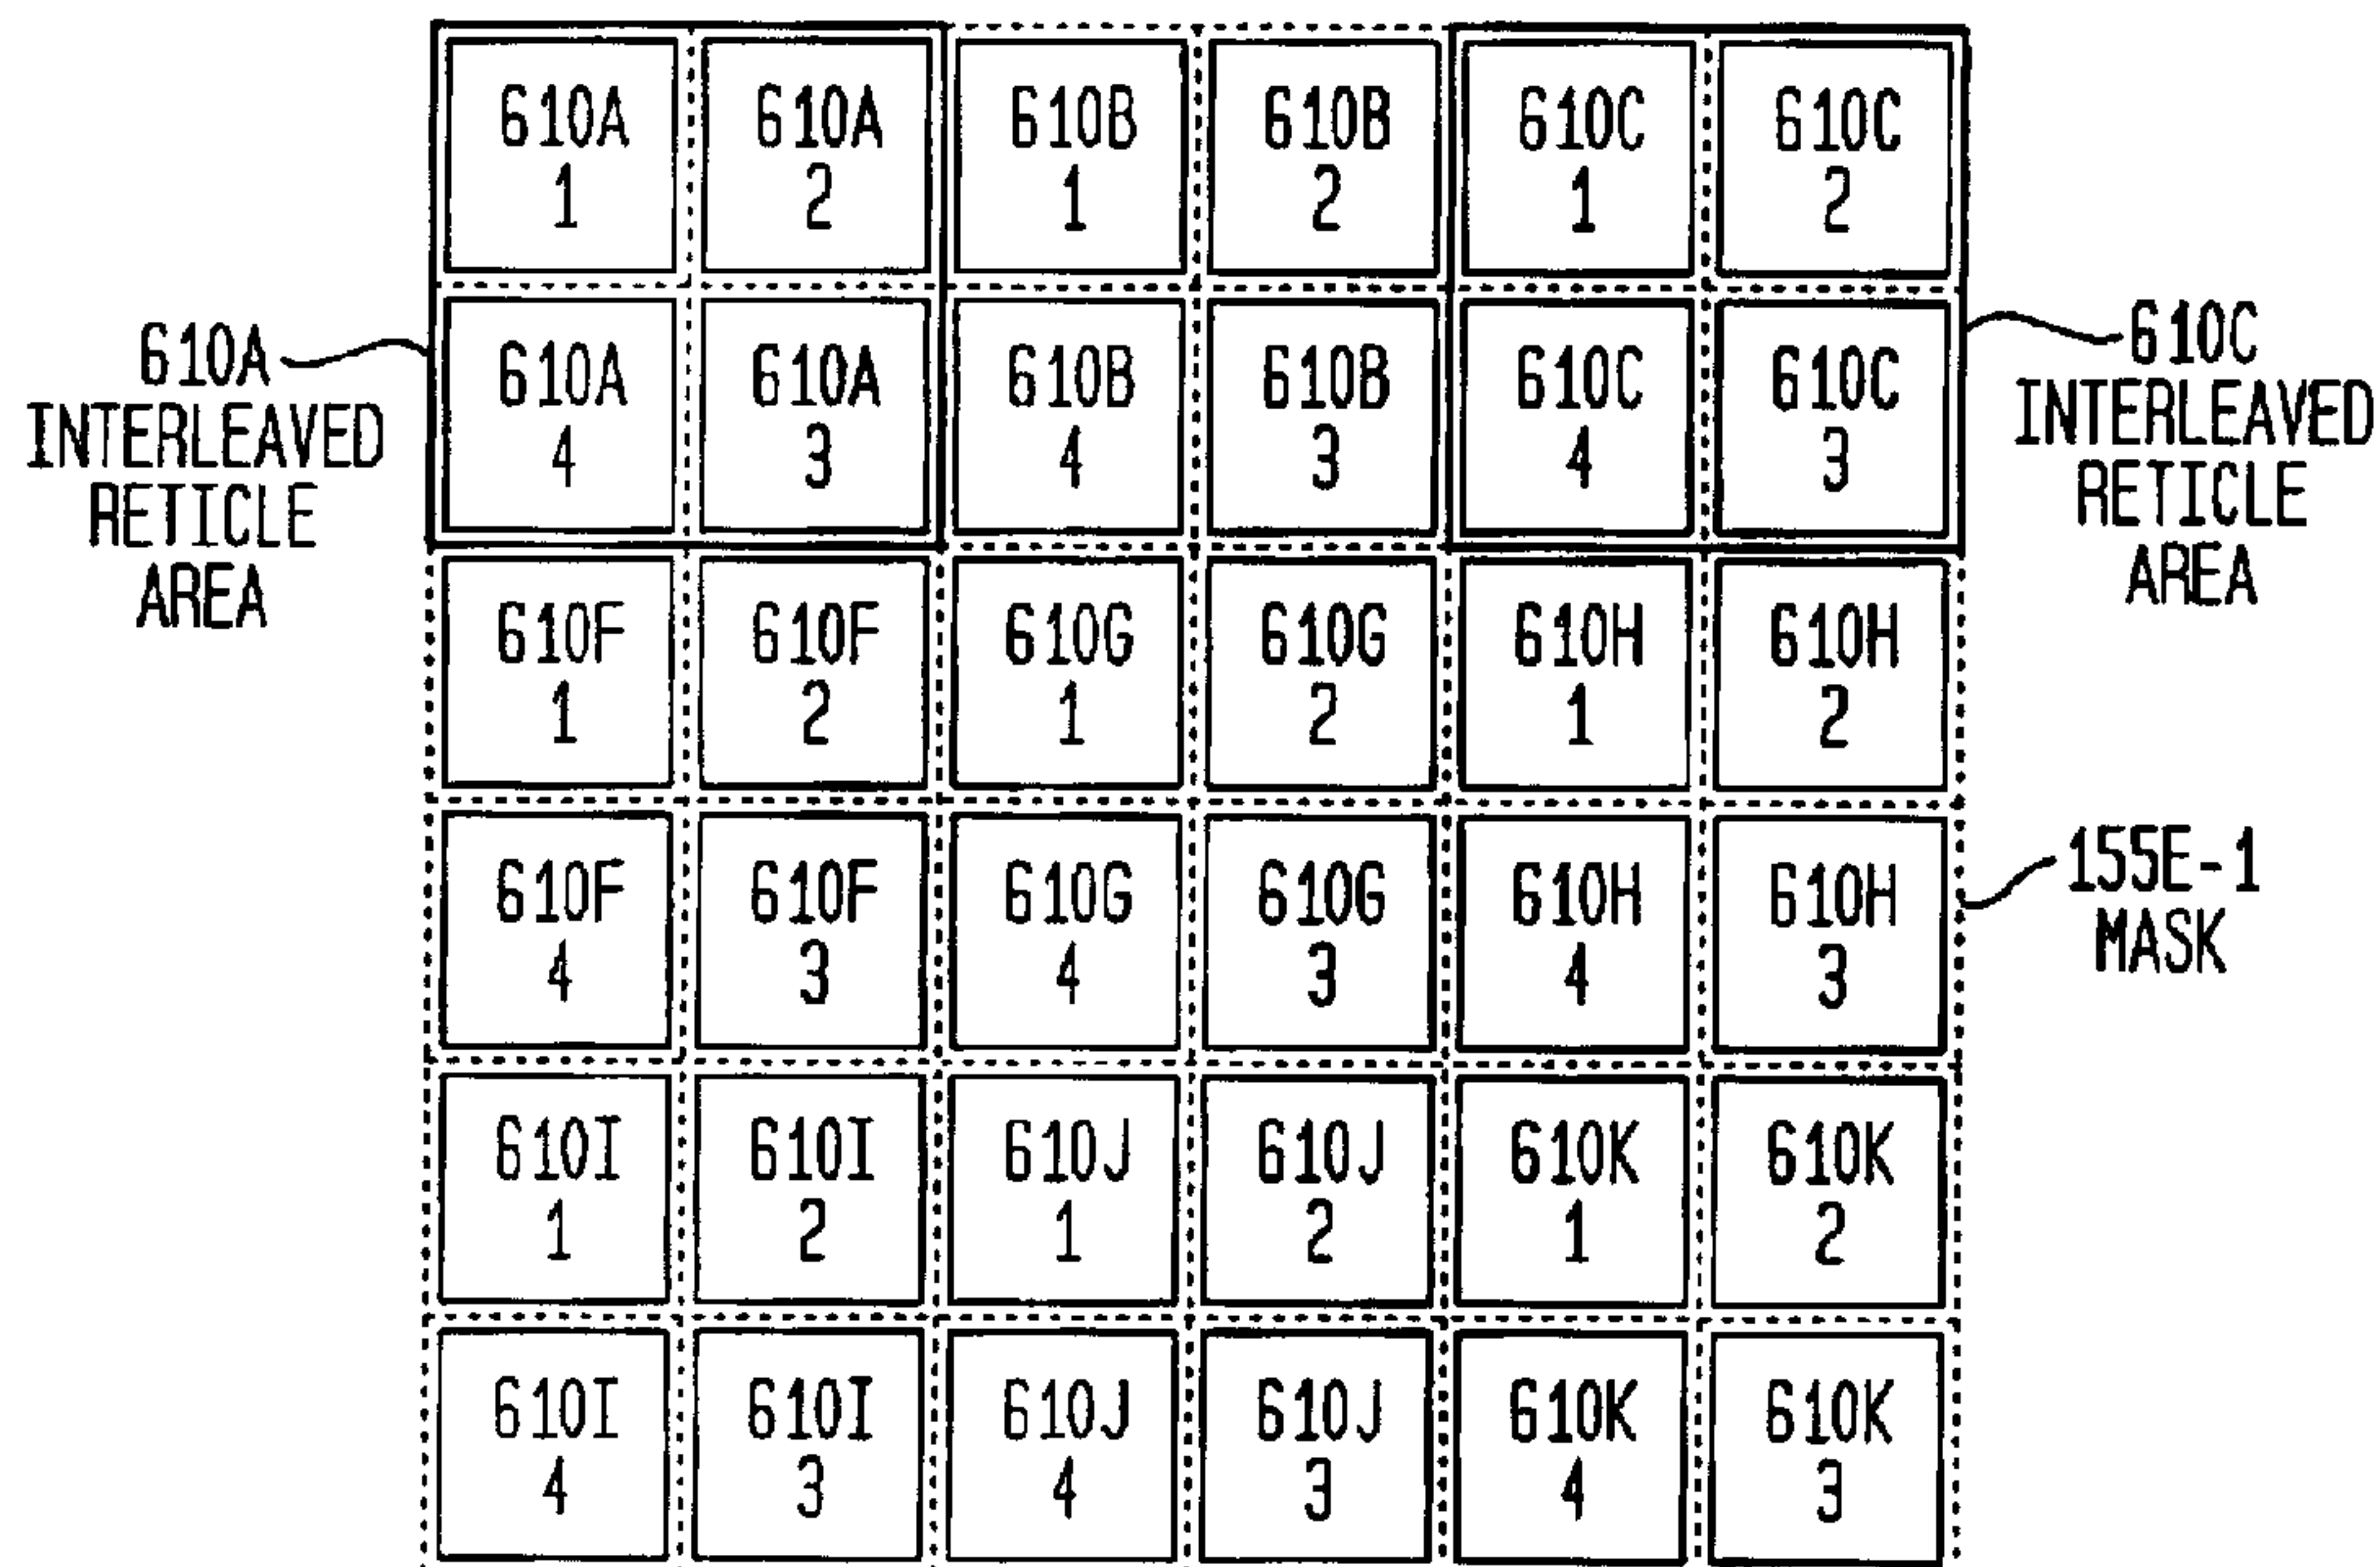 610A 610A 610B 610B 610C 610C
1 2 1 2 1 2
610A 610A 610B 610B 610C 610C
4 3 4 3 4 3
610A
INTERLEAVED
RETICLE
AREA
610C
INTERLEAVED
RETICLE
AREA
610F 610F 610G 610G 610H 610H
1 2 1 2 1 2
610F 610F 610G 610G 610H 610H
4 3 4 3 4 3
155E-1
MASK
610I 610I 610J 610J 610K 610K
1 2 1 2 1 2
610I 610I 610J 610J 610K 610K
4 3 4 3 4 3